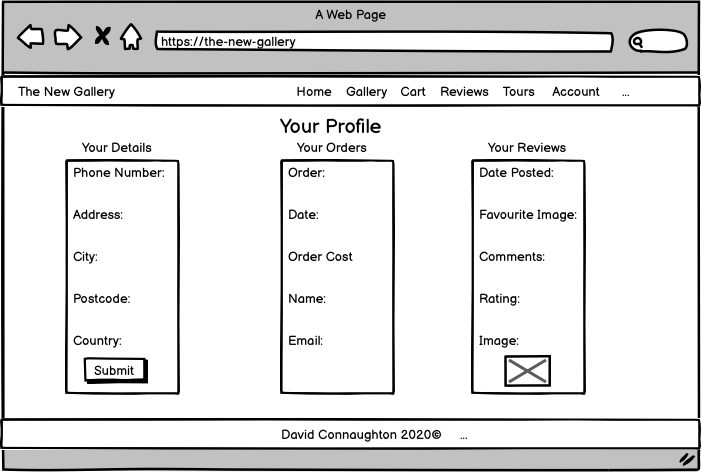 A Web Page
https://the-new-gallery
The New Gallery Home Gallery Cart Reviews Tours Account ...
Your Profile
Your Details Your Orders Your Reviews
Phone Number: Order: Date Posted:
Address: Date: Favourite Image:
City: Order Cost Comments:
Postcode: Name: Rating:
Country: Email: Image:
Submit
David Connaughton 2020© ...